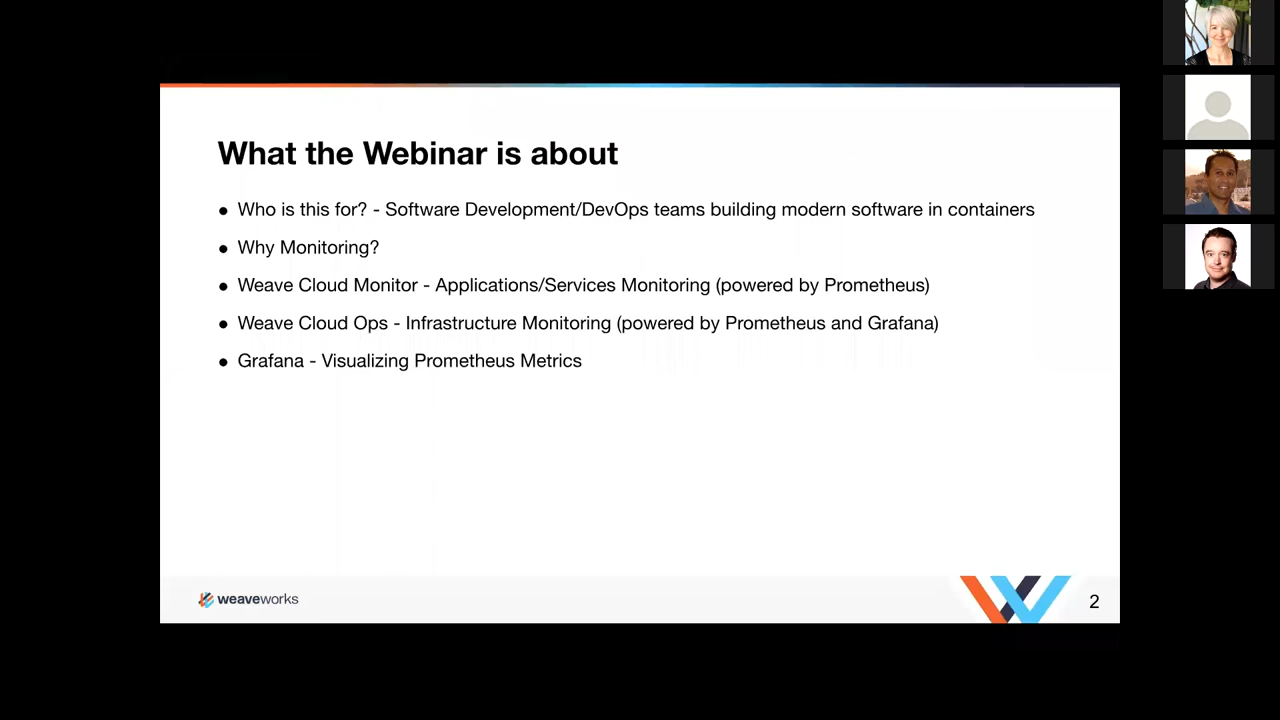 What the Webinar is about
● Who is this for? - Software Development/DevOps teams building modern software in containers
● Why Monitoring?
● Weave Cloud Monitor - Applications/Services Monitoring (powered by Prometheus)
● Weave Cloud Ops - Infrastructure Monitoring (powered by Prometheus and Grafana)
● Grafana - Visualizing Prometheus Metrics
weaveworks
2